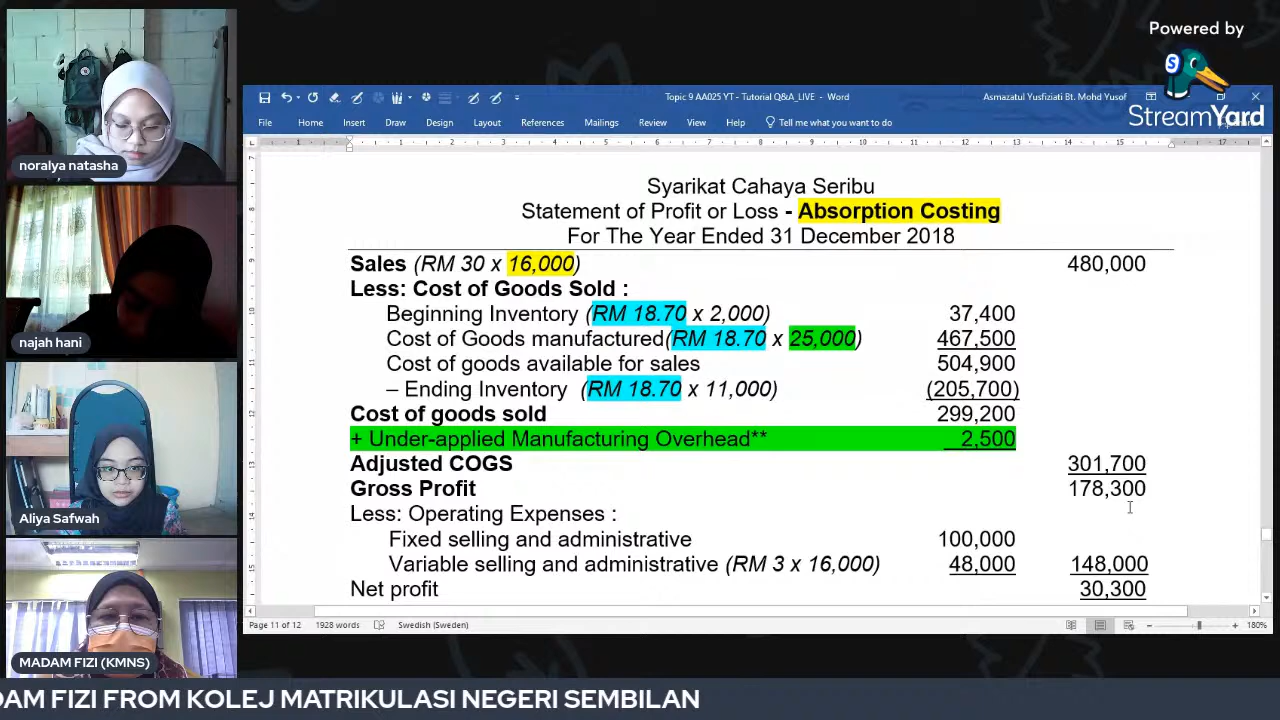 Powered by
StreamYard
noralya natasha
najah hani
Aliya Safwah
MADAM FIZI (KMNS)
Topic 9 AA025 YT - Tutorial Q&A_LIVE - Word
Asmazatul Yusfiziati Bt. Mohd Yusof
File Home Insert Draw Design Layout References Mailings Review View Help Tell me what you want to do
Syarikat Cahaya Seribu
Statement of Profit or Loss - Absorption Costing
For The Year Ended 31 December 2018
Sales (RM 30 x 16,000) 480,000
Less: Cost of Goods Sold :
Beginning Inventory (RM 18.70 x 2,000) 37,400
Cost of Goods manufactured(RM 18.70 x 25,000) 467,500
Cost of goods available for sales 504,900
– Ending Inventory (RM 18.70 x 11,000) (205,700)
Cost of goods sold 299,200
+ Under-applied Manufacturing Overhead** 2,500
Adjusted COGS 301,700
Gross Profit 178,300
Less: Operating Expenses :
Fixed selling and administrative 100,000
Variable selling and administrative (RM 3 x 16,000) 48,000 148,000
Net profit 30,300
Page 11 of 12 1928 words Swedish (Sweden) 180%
DAM FIZI FROM KOLEJ MATRIKULASI NEGERI SEMBILAN